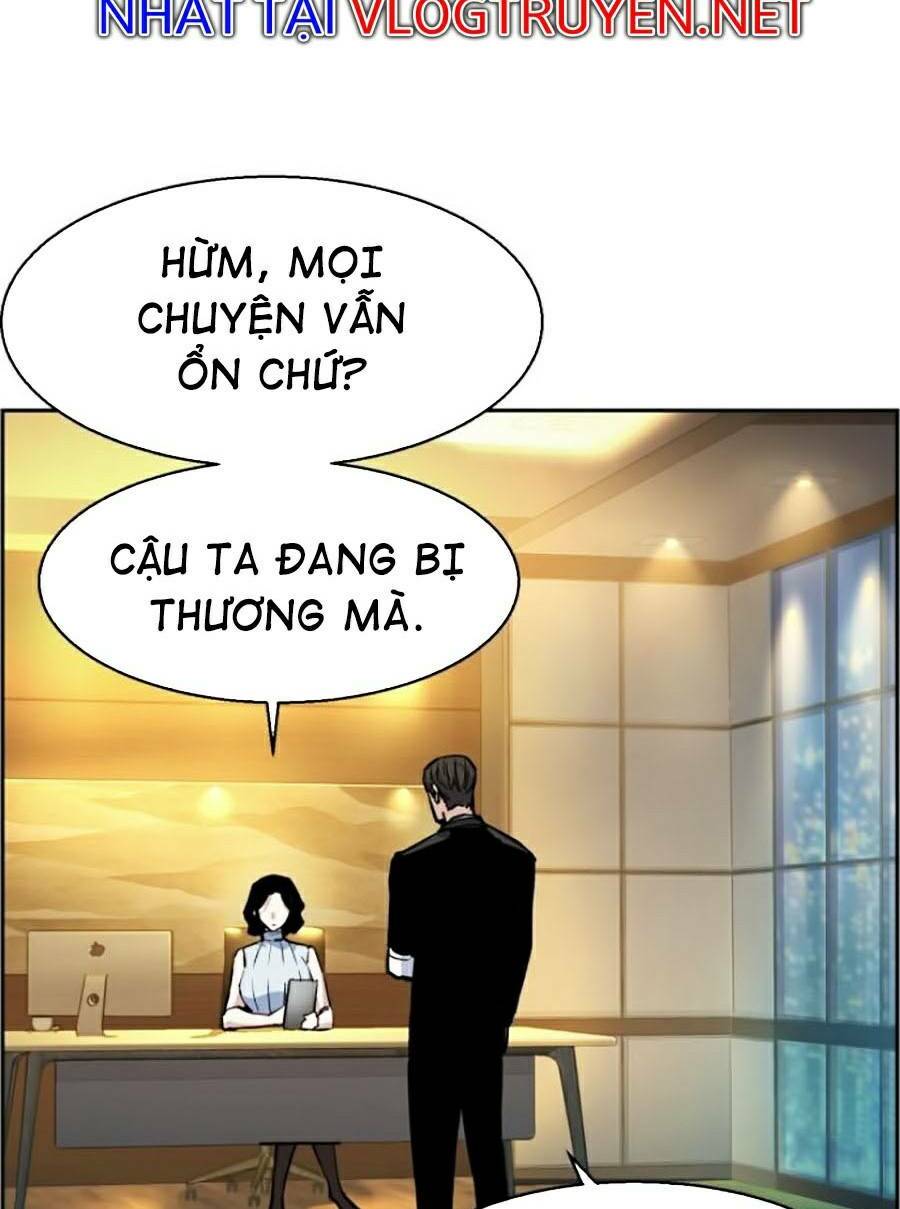 NHẤT TẠI VLOGTRUYEN.NET
HỪM, MỌI
CHUYỆN VẪN
ỔN CHỨ?
CẬU TA ĐANG BỊ
THƯƠNG MÀ.